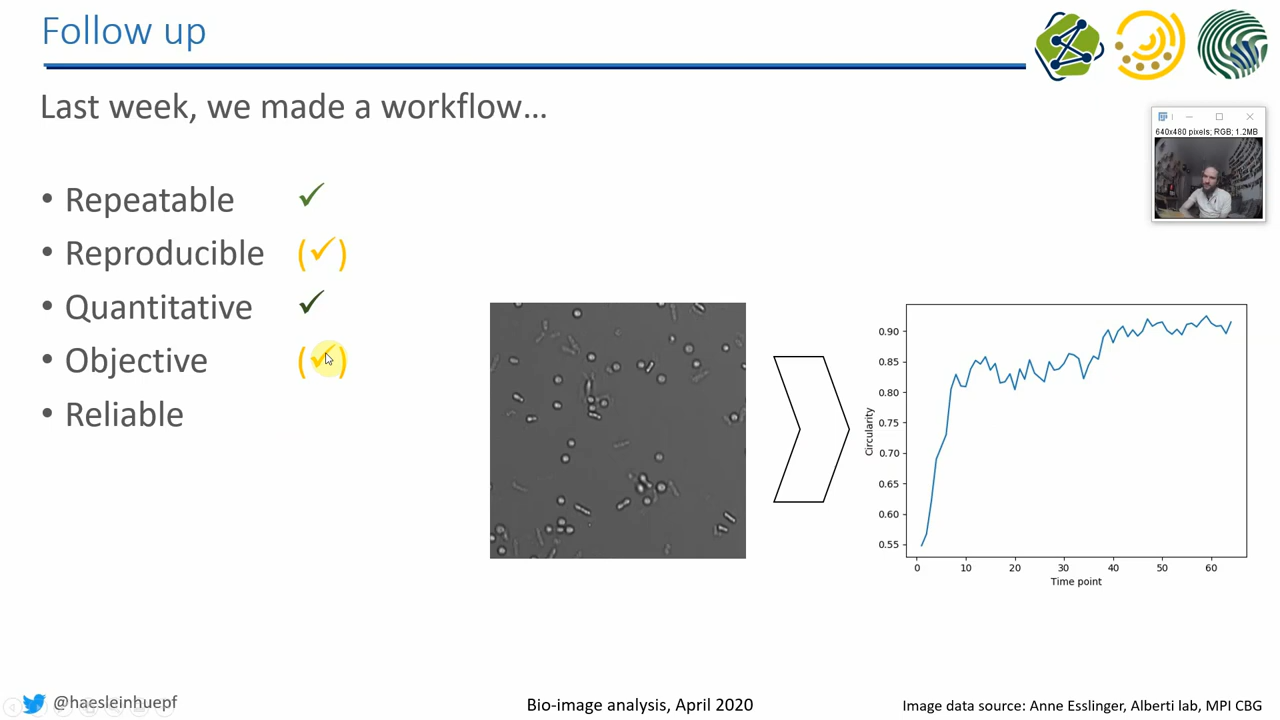 Follow up
Last week, we made a workflow...
640x480 pixels; RGB; 1.2MB
• Repeatable ✓
• Reproducible (✓)
• Quantitative ✓
• Objective (✓)
• Reliable
Circularity
0.90
0.85
0.80
0.75
0.70
0.65
0.60
0.55
0 10 20 30 40 50 60
Time point
@haesleinhuepf
Bio-image analysis, April 2020
Image data source: Anne Esslinger, Alberti lab, MPI CBG